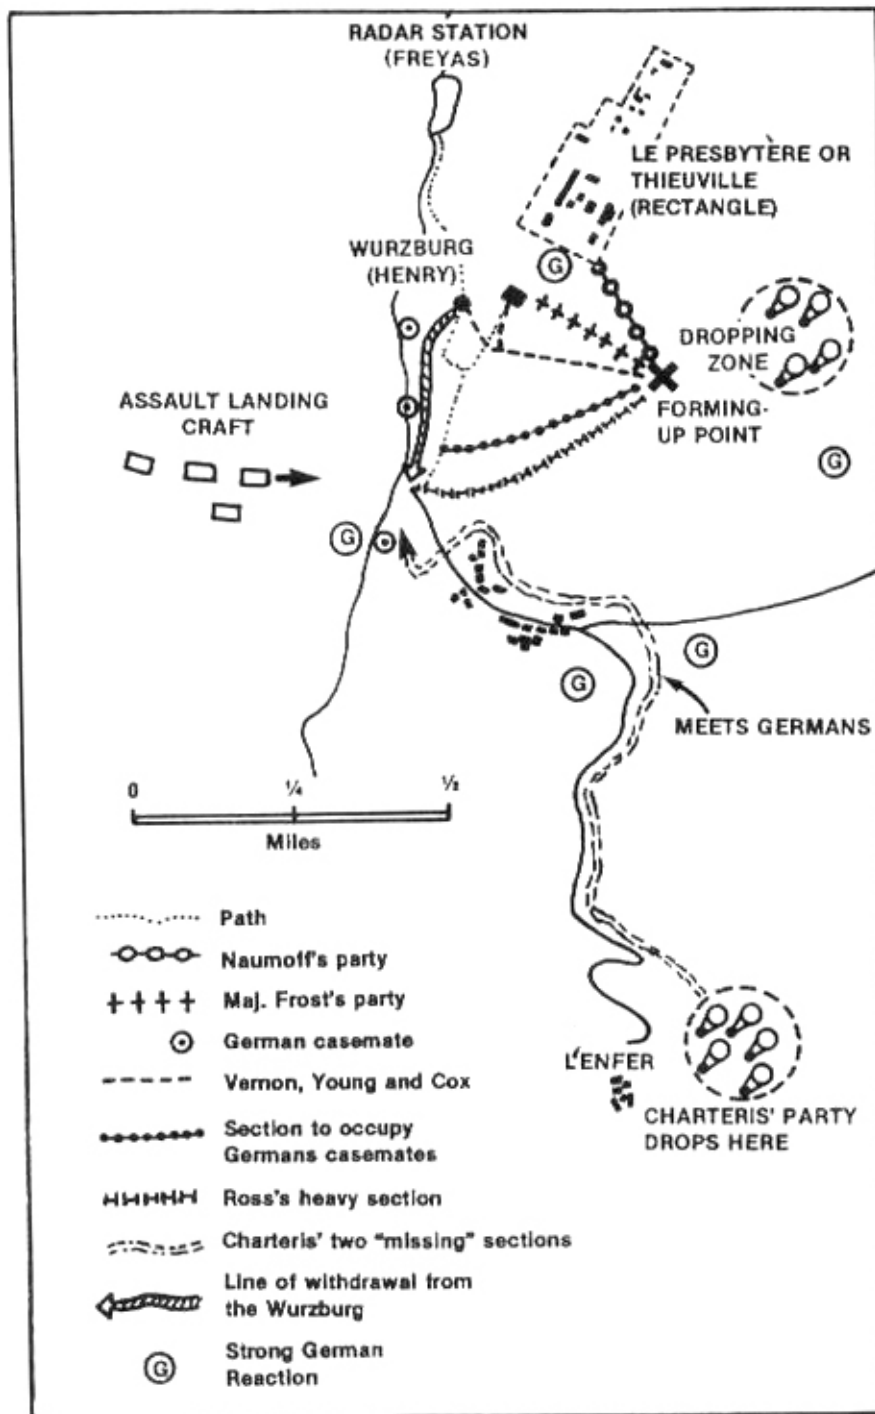 RADAR STATION
(FREYAS)
LE PRESBYTÈRE OR
THIEUVILLE
(RECTANGLE)
WURZBURG
(HENRY)
G
DROPPING
ZONE
G
ASSAULT LANDING
CRAFT
FORMING-
UP POINT
G
G
G
G
MEETS GERMANS
0 ¼ ½
Miles
L'ENFER
CHARTERIS' PARTY
DROPS HERE
Path
Naumoff's party
Maj. Frost's party
German casemate
Vernon, Young and Cox
Section to occupy
Germans casemates
Ross's heavy section
Charteris' two "missing" sections
Line of withdrawal from
the Wurzburg
G
Strong German
Reaction